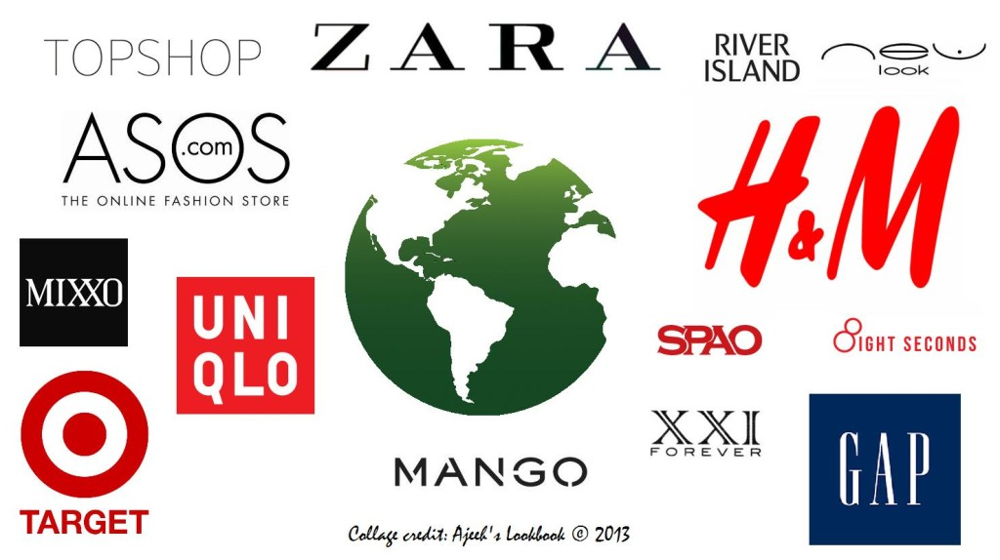 TOPSHOP
ZARA
RIVER
ISLAND
new
look
ASOS
.com
THE ONLINE FASHION STORE
H&M
MIXXO
UNI
QLO
SPAO
8IGHT SECONDS
TARGET
XXI
FOREVER
GAP
MANGO
Collage credit: Ajeeh's Lookbook @ 2013